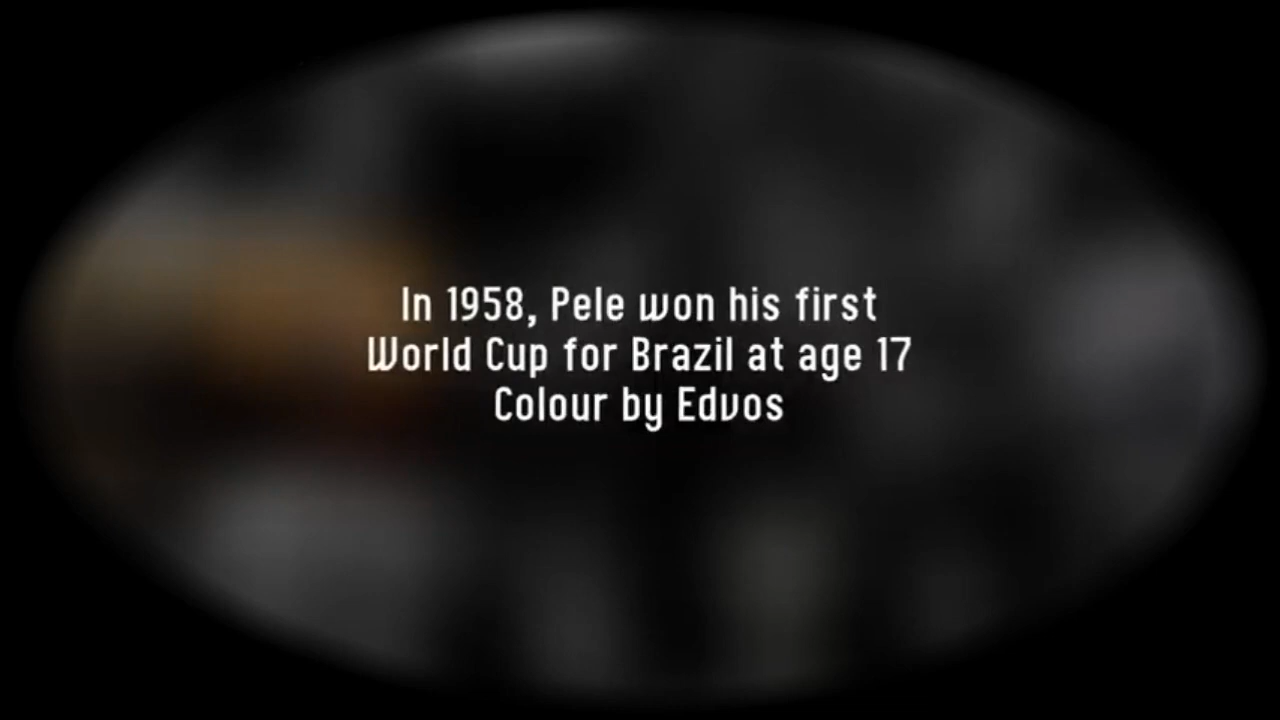 In 1958, Pele won his first
World Cup for Brazil at age 17
Colour by Edvos